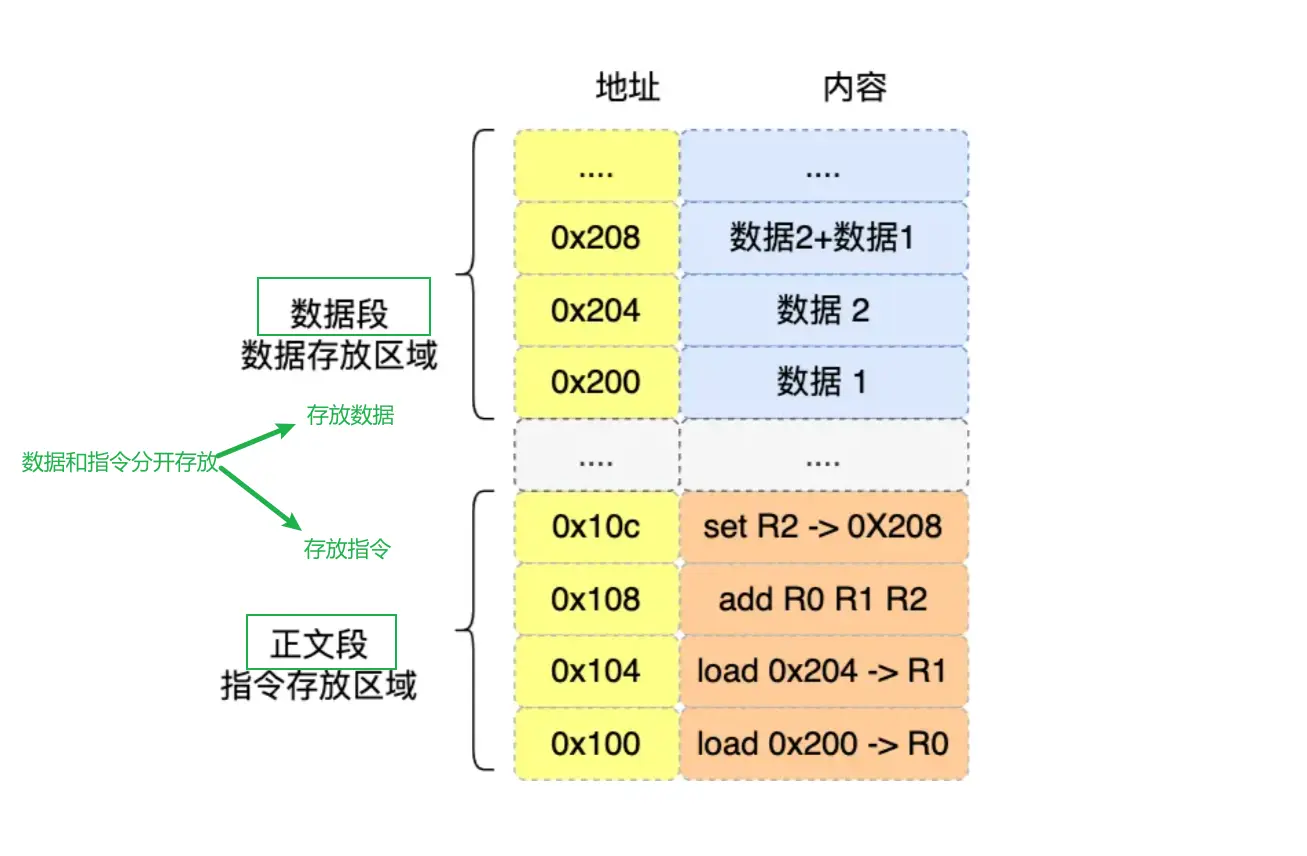 地址 内容
.... ....
0x208 数据2+数据1
0x204 数据 2
0x200 数据 1
数据段
数据存放区域
存放数据
数据和指令分开存放
存放指令
.... ....
0x10c set R2 -> 0X208
0x108 add R0 R1 R2
0x104 load 0x204 -> R1
0x100 load 0x200 -> R0
正文段
指令存放区域